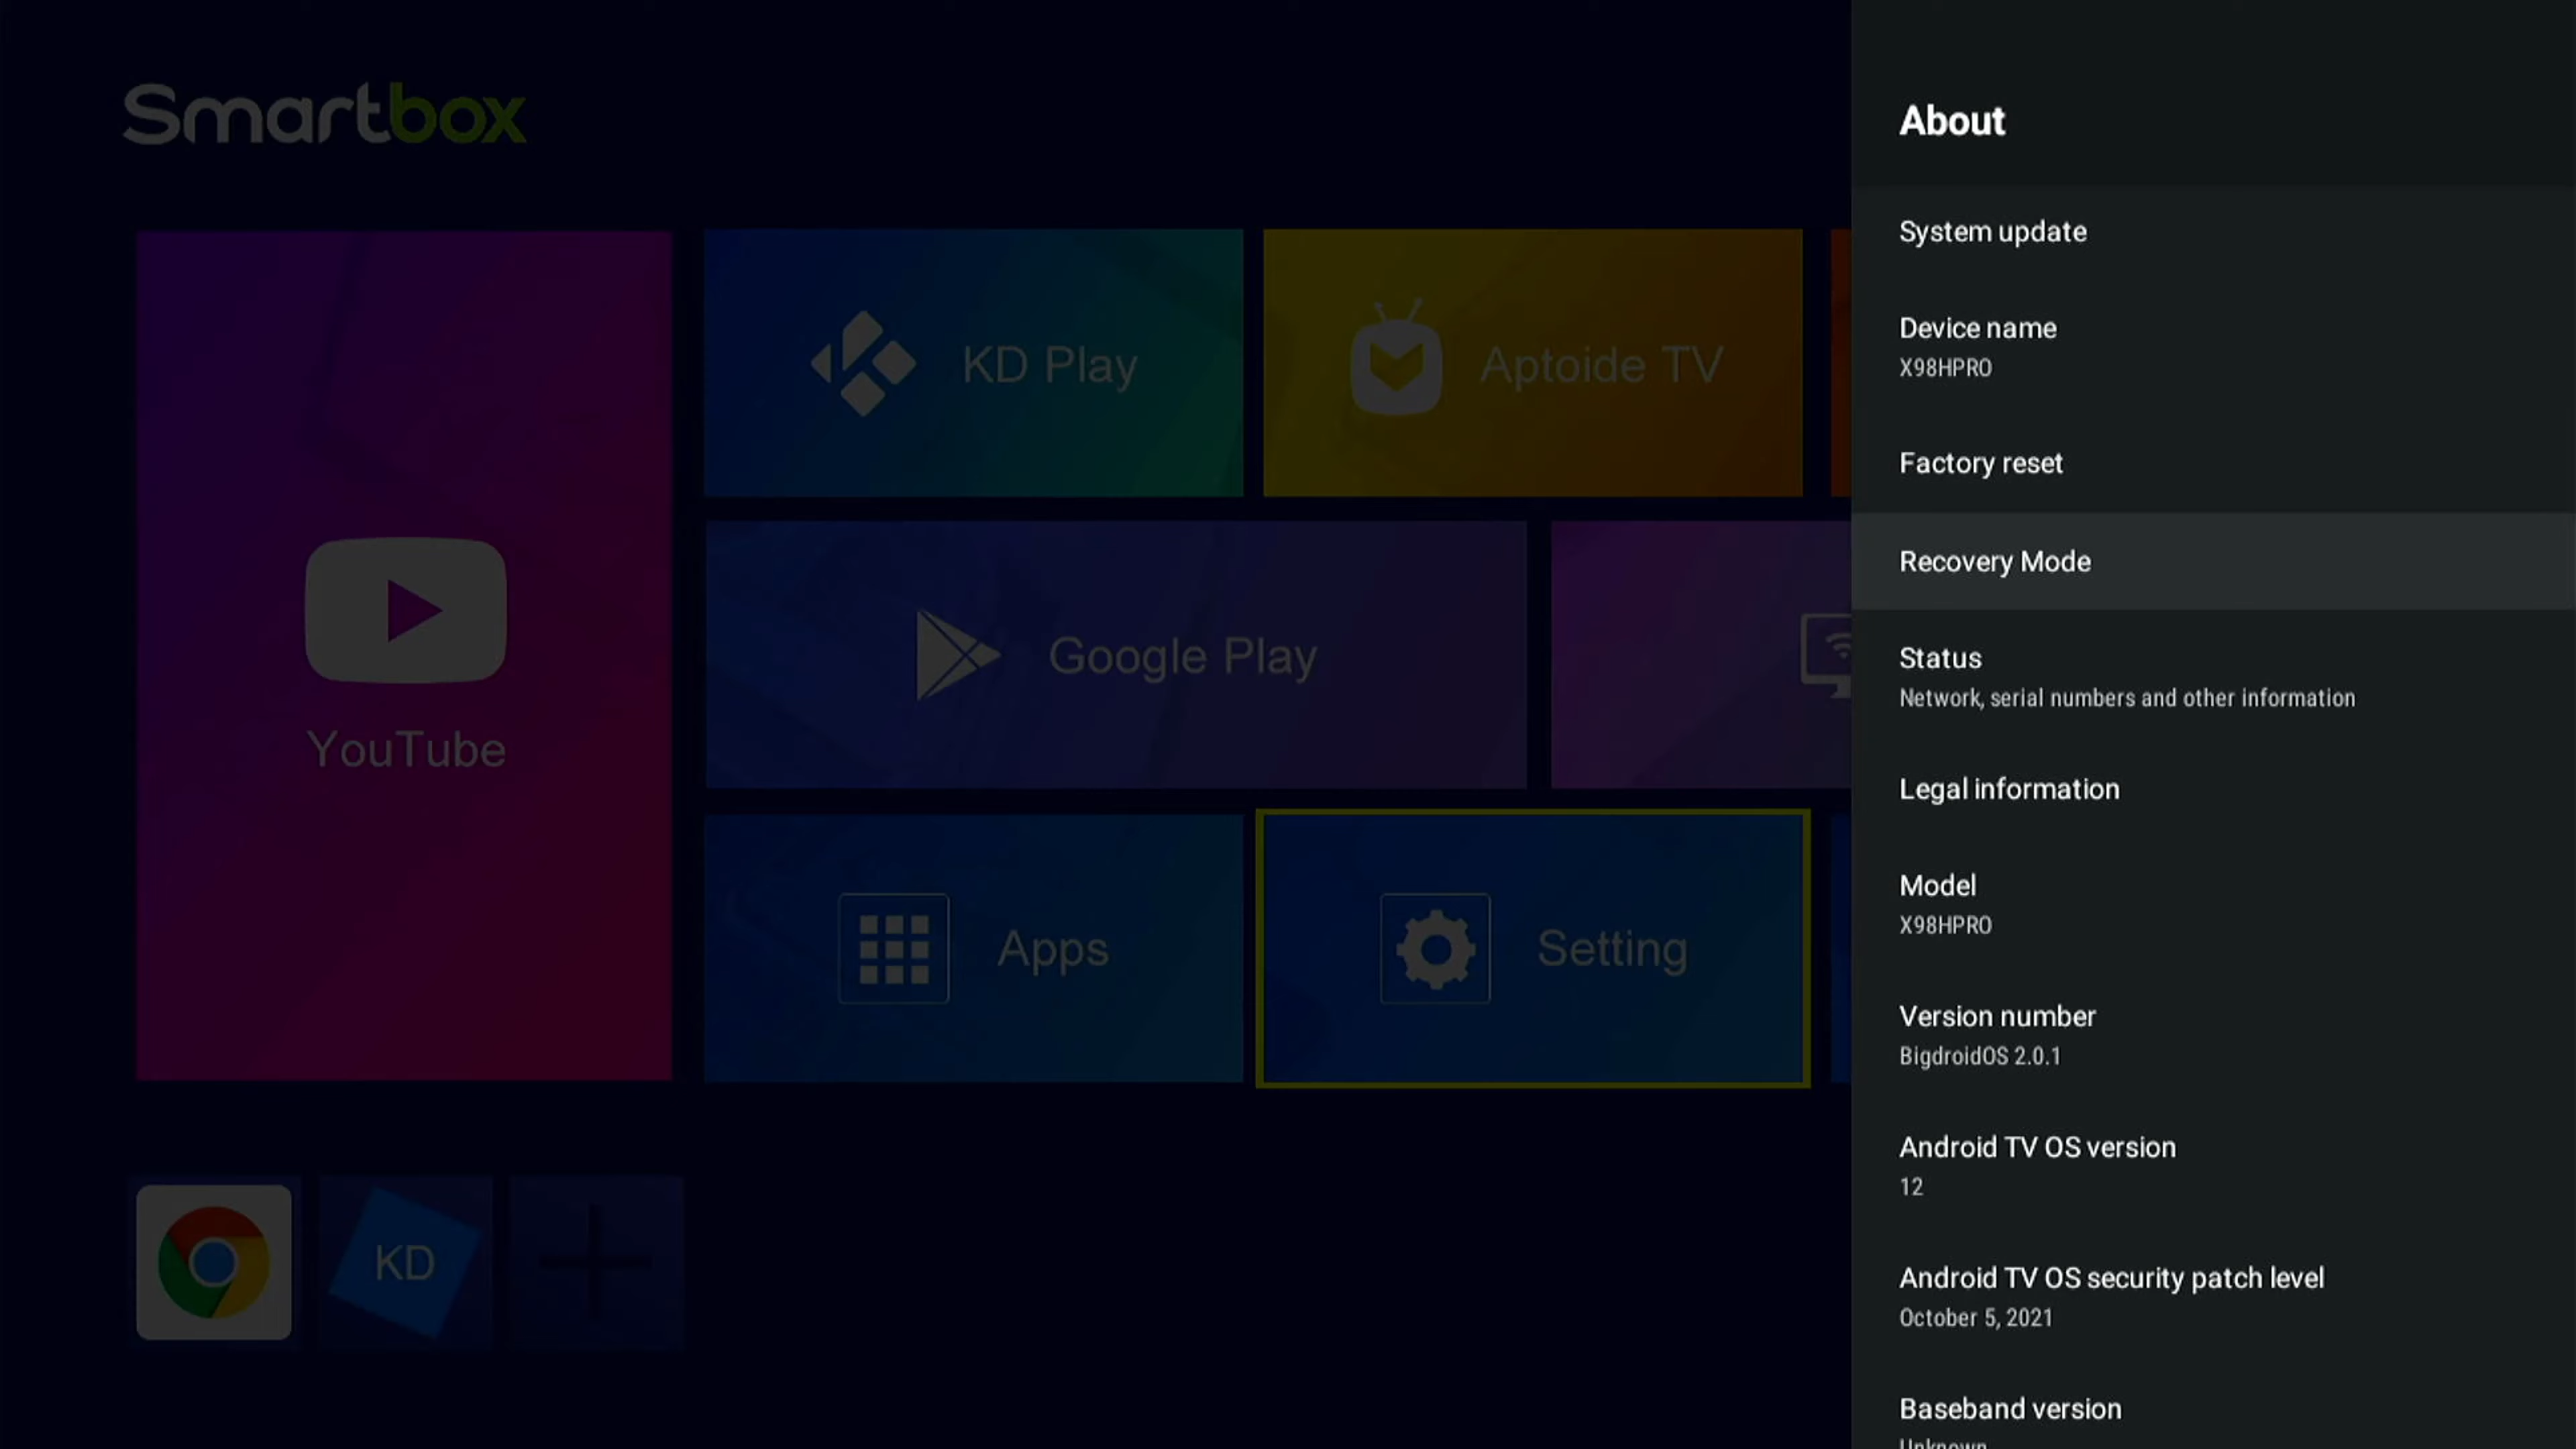 Smartbox
YouTube
KD Play
Aptoide TV
Google Play
Apps
Setting
KD
About
System update
Device name
X98HPRO
Factory reset
Recovery Mode
Status
Network, serial numbers and other information
Legal information
Model
X98HPRO
Version number
BigdroidOS 2.0.1
Android TV OS version
12
Android TV OS security patch level
October 5, 2021
Baseband version
Unknown